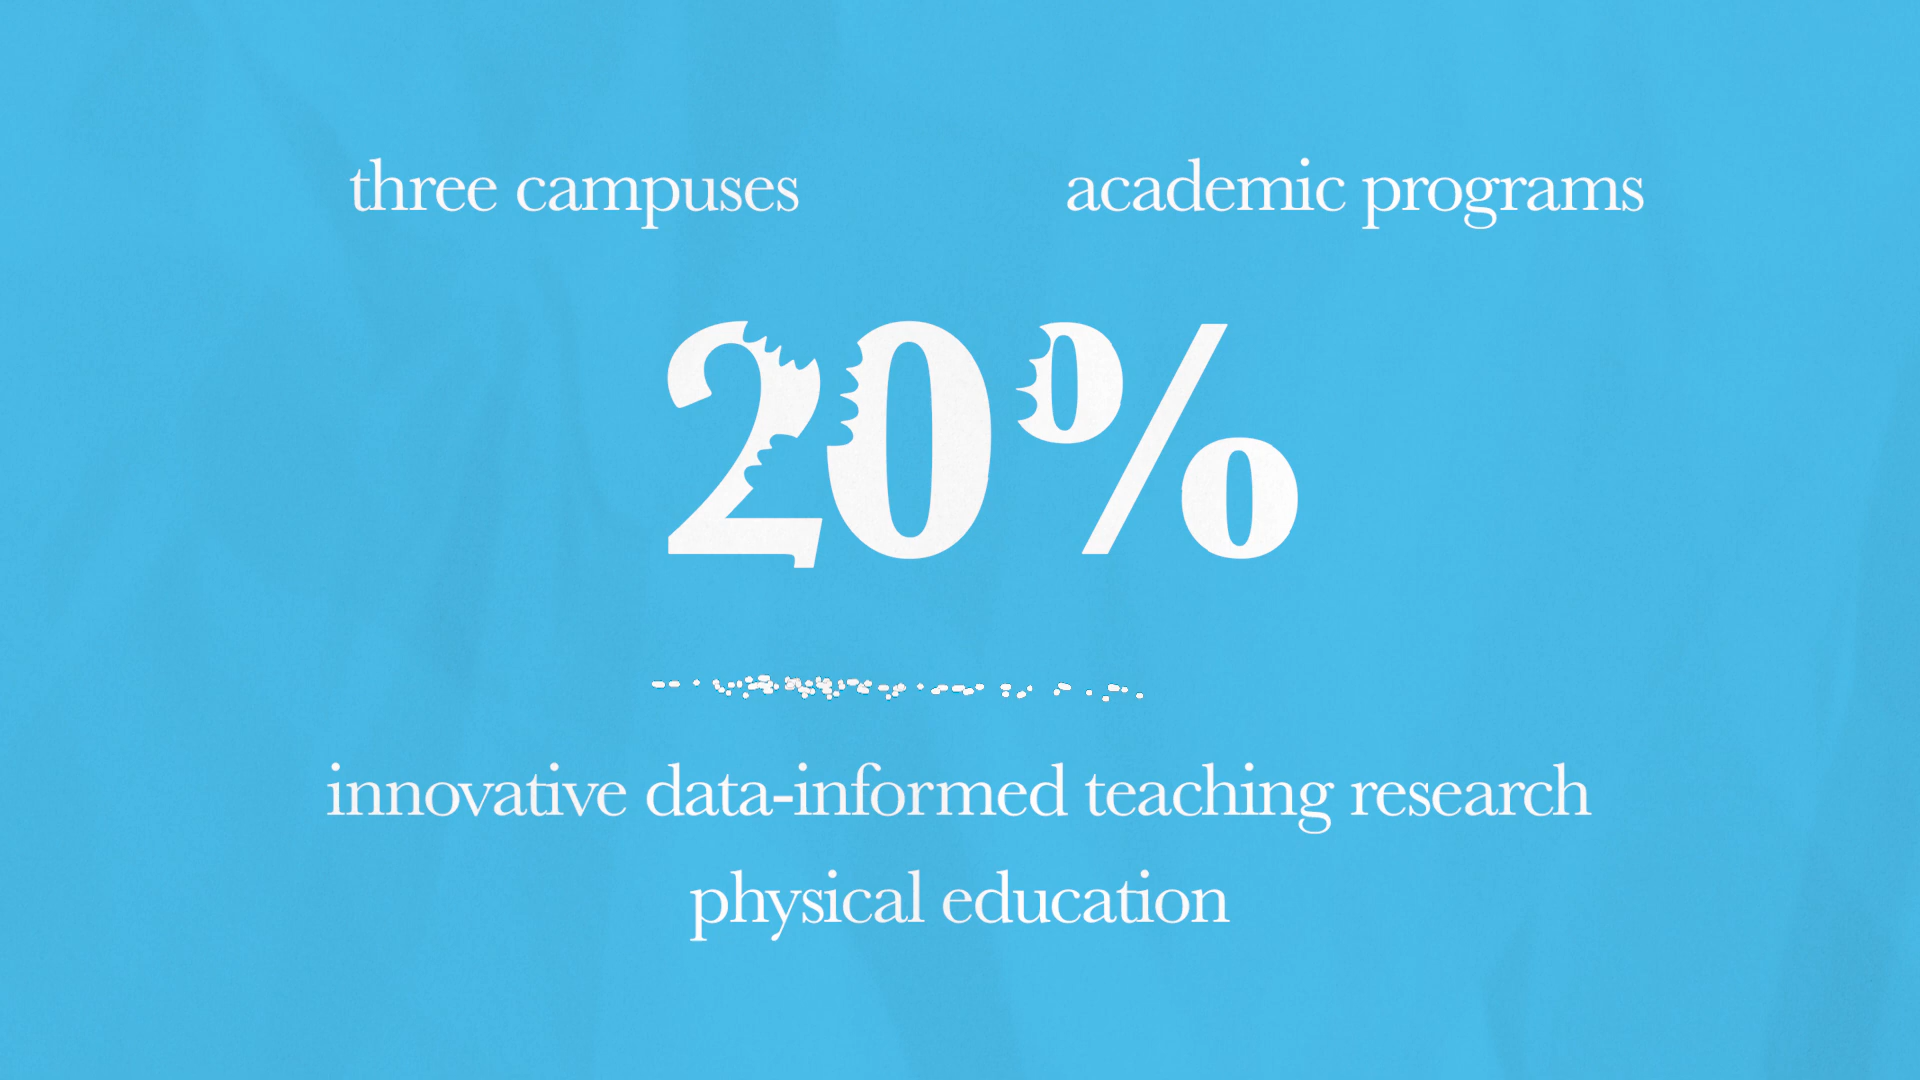 three campuses academic programs
20%
innovative data-informed teaching research
physical education